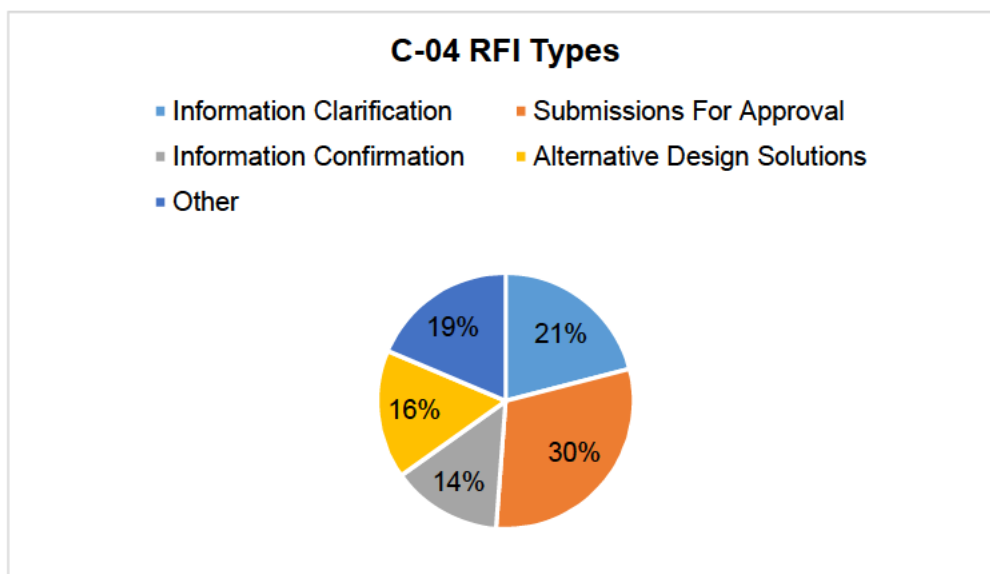 C-04 RFI Types
Information Clarification
Submissions For Approval
Information Confirmation
Alternative Design Solutions
Other
19%
21%
16%
30%
14%